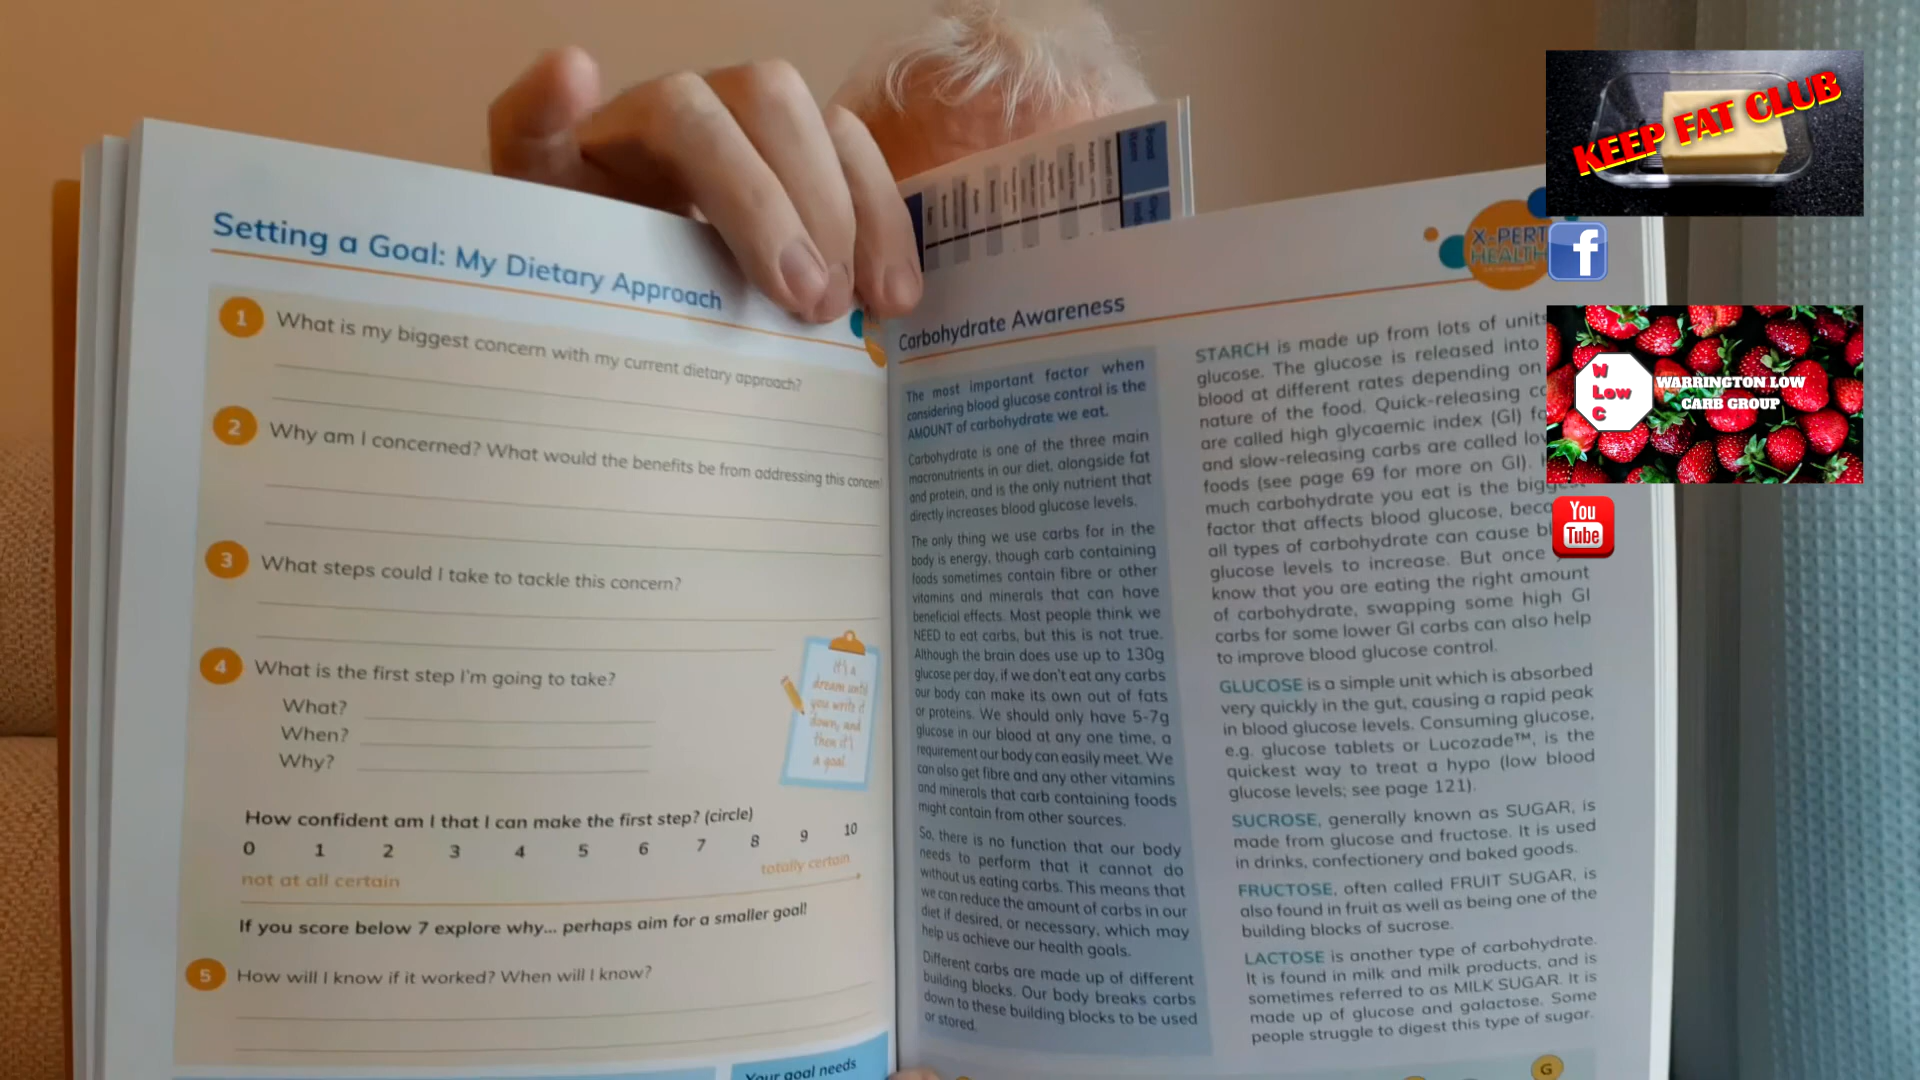 Setting a Goal: My Dietary Approach
1 What is my biggest concern with my current dietary approach?
2 Why am I concerned? What would the benefits be from addressing this concern?
3 What steps could I take to tackle this concern?
4 What is the first step I'm going to take?
What?
When?
Why?
it's a
dream until
you write it
down, and
then it's
a goal
How confident am I that I can make the first step? (circle)
0 1 2 3 4 5 6 7 8 9 10
not at all certain totally certain
If you score below 7 explore why... perhaps aim for a smaller goal!
5 How will I know if it worked? When will I know?
Your goal needs
X-PERT
HEALTH
Carbohydrate Awareness
The most important factor when
considering blood glucose control is the
AMOUNT of carbohydrate we eat.
Carbohydrate is one of the three main
macronutrients in our diet, alongside fat
and protein, and is the only nutrient that
directly increases blood glucose levels.
The only thing we use carbs for in the
body is energy, though carb containing
foods sometimes contain fibre or other
vitamins and minerals that can have
beneficial effects. Most people think we
NEED to eat carbs, but this is not true.
Although the brain does use up to 130g
glucose per day, if we don't eat any carbs
our body can make its own out of fats
or proteins. We should only have 5-7g
glucose in our blood at any one time, a
requirement our body can easily meet. We
can also get fibre and any other vitamins
and minerals that carb containing foods
might contain from other sources.
So, there is no function that our body
needs to perform that it cannot do
without us eating carbs. This means that
we can reduce the amount of carbs in our
diet if desired, or necessary, which may
help us achieve our health goals.
Different carbs are made up of different
building blocks. Our body breaks carbs
down to these building blocks to be used
or stored.
STARCH is made up from lots of units
glucose. The glucose is released into
blood at different rates depending on
nature of the food. Quick-releasing
are called high glycaemic index (GI)
and slow-releasing carbs are called
foods (see page 69 for more on GI).
much carbohydrate you eat is the biggest
factor that affects blood glucose,
all types of carbohydrate can cause
glucose levels to increase. But once
know that you are eating the right amount
of carbohydrate, swapping some high GI
carbs for some lower GI carbs can also help
to improve blood glucose control.
GLUCOSE is a simple unit which is absorbed
very quickly in the gut, causing a rapid peak
in blood glucose levels. Consuming glucose,
e.g. glucose tablets or Lucozade™, is the
quickest way to treat a hypo (low blood
glucose levels; see page 121).
SUCROSE, generally known as SUGAR, is
made from glucose and fructose. It is used
in drinks, confectionery and baked goods.
FRUCTOSE, often called FRUIT SUGAR, is
also found in fruit as well as being one of the
building blocks of sucrose.
LACTOSE is another type of carbohydrate.
It is found in milk and milk products, and is
sometimes referred to as MILK SUGAR. It is
made up of glucose and galactose. Some
people struggle to digest this type of sugar.
G
KEEP FAT CLUB
f
W
Low
C
WARRINGTON LOW
CARB GROUP
You
Tube